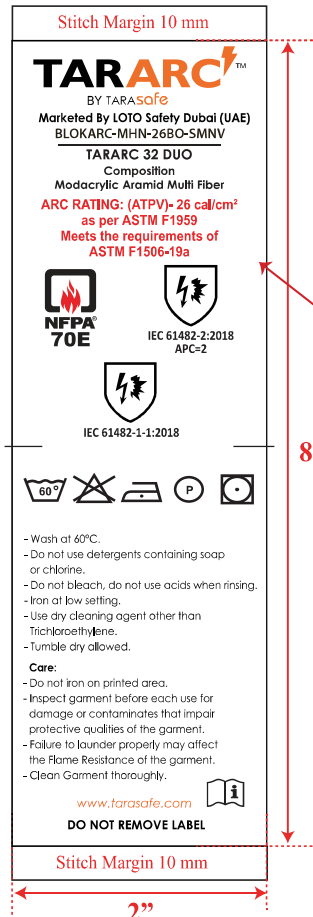 Stitch Margin 10 mm
TARARC™
BY TARASafe
Marketed By LOTO Safety Dubai (UAE)
BLOKARC-MHN-26BO-SMNV
TARARC 32 DUO
Composition
Modacrylic Aramid Multi Fiber
ARC RATING: (ATPV)- 26 cal/cm²
as per ASTM F1959
Meets the requirements of
ASTM F1506-19a
NFPA®
70E
IEC 61482-2:2018
APC=2
IEC 61482-1-1:2018
8
60°
P
- Wash at 60°C.
- Do not use detergents containing soap
or chlorine.
- Do not bleach, do not use acids when rinsing.
- Iron at low setting.
- Use dry cleaning agent other than
Trichloroethylene.
- Tumble dry allowed.
Care:
- Do not iron on printed area.
- Inspect garment before each use for
damage or contaminates that impair
protective qualities of the garment.
- Failure to launder properly may affect
the Flame Resistance of the garment.
- Clean Garment thoroughly.
i
www.tarasafe.com
DO NOT REMOVE LABEL
Stitch Margin 10 mm
2”